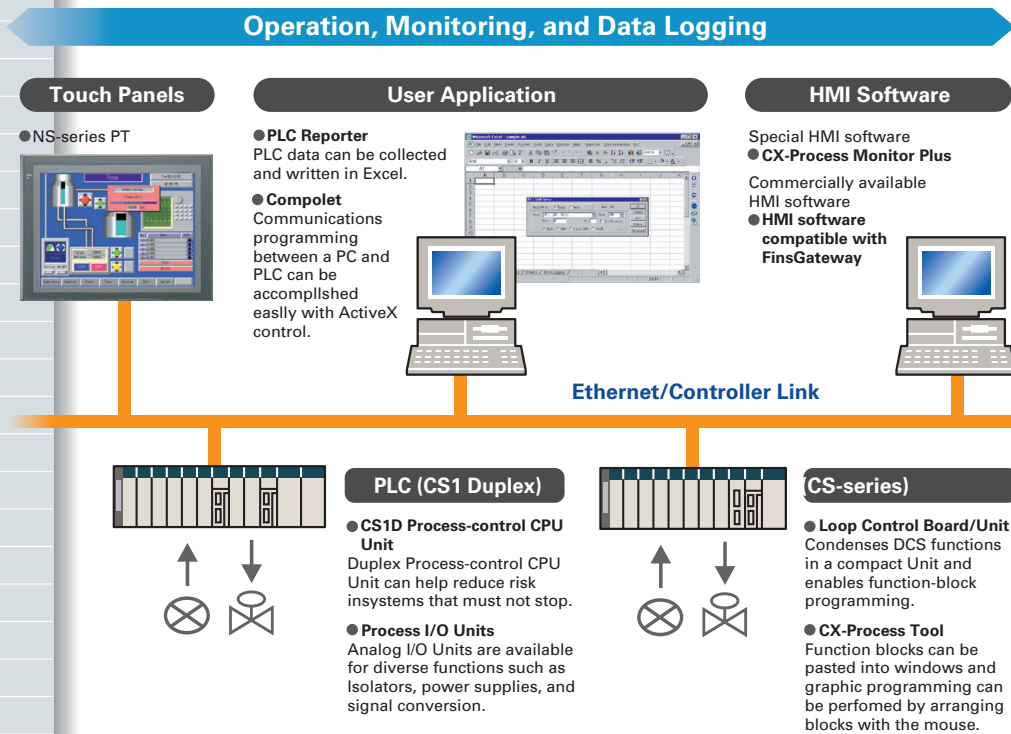 Operation, Monitoring, and Data Logging
Touch Panels
●NS-series PT
User Application
●PLC Reporter
PLC data can be collected
and written in Excel.
●Compolet
Communications
programming
between a PC and
PLC can be
accompllshed
easlly with ActiveX
control.
HMI Software
Special HMI software
●CX-Process Monitor Plus
Commercially available
HMI software
●HMI software
compatible with
FinsGateway
Ethernet/Controller Link
PLC (CS1 Duplex)
●CS1D Process-control CPU
Unit
Duplex Process-control CPU
Unit can help reduce risk
insystems that must not stop.
●Process I/O Units
Analog I/O Units are available
for diverse functions such as
Isolators, power supplies, and
signal conversion.
(CS-series)
●Loop Control Board/Unit
Condenses DCS functions
in a compact Unit and
enables function-block
programming.
●CX-Process Tool
Function blocks can be
pasted into windows and
graphic programming can
be perfomed by arranging
blocks with the mouse.